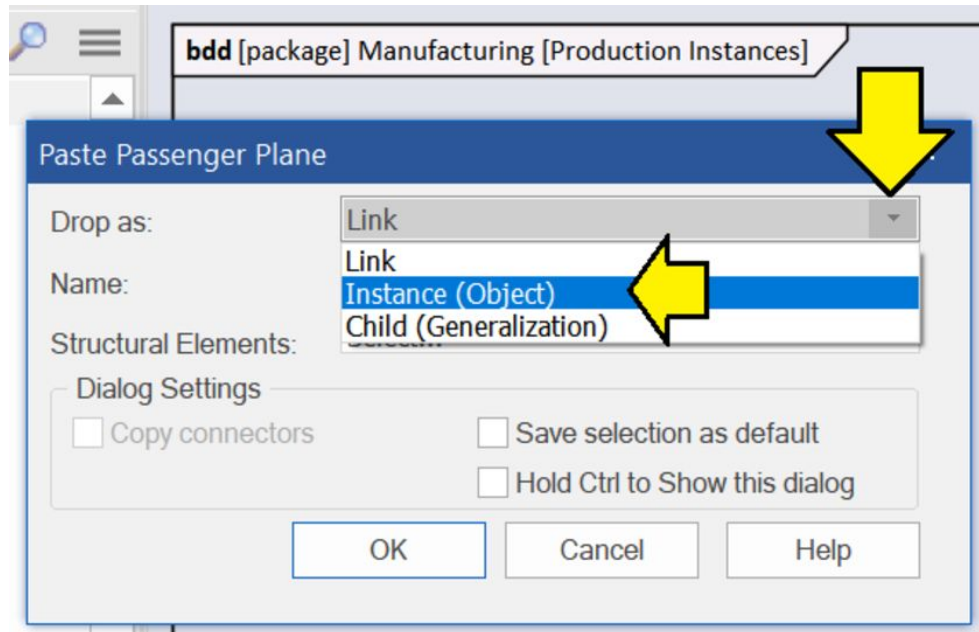 bdd [package] Manufacturing [Production Instances]
Paste Passenger Plane
Drop as:
Link
Link
Instance (Object)
Name:
Child (Generalization)
Structural Elements:
Dialog Settings
Copy connectors
Save selection as default
Hold Ctrl to Show this dialog
OK
Cancel
Help